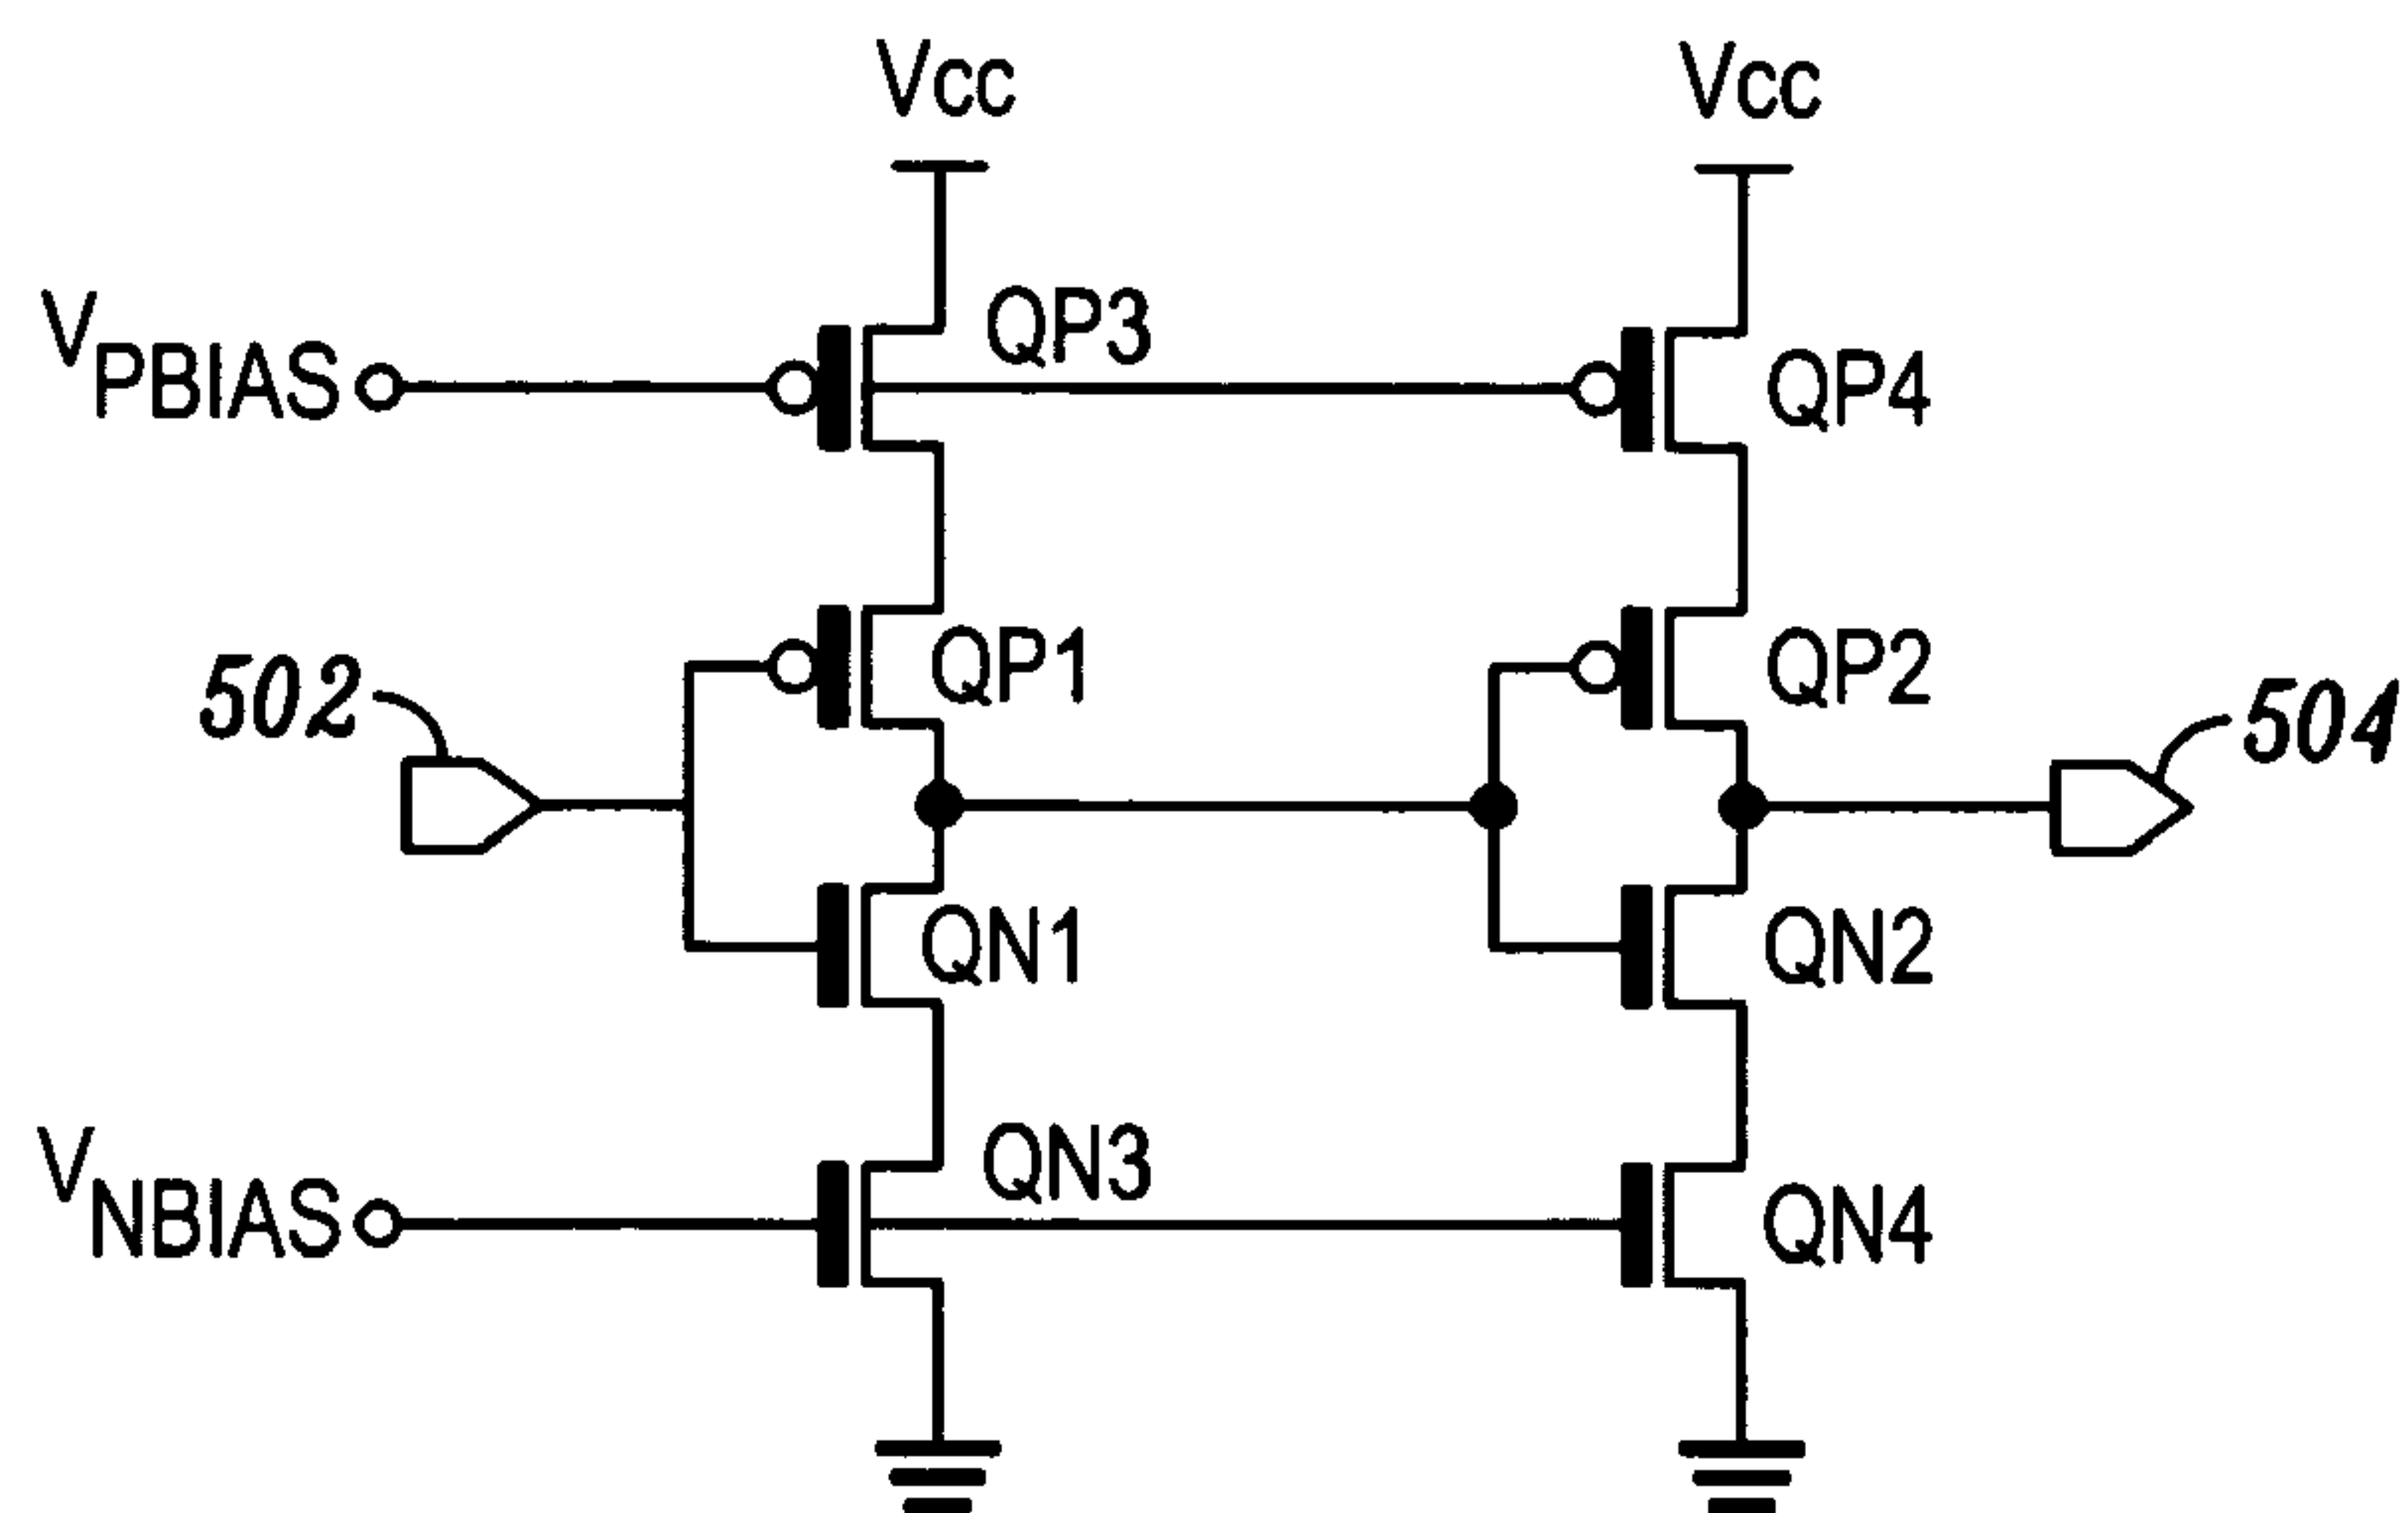 Vcc Vcc
VPBIAS QP3 QP4
502 QP1 QP2 504
QN1 QN2
VNBIAS QN3 QN4